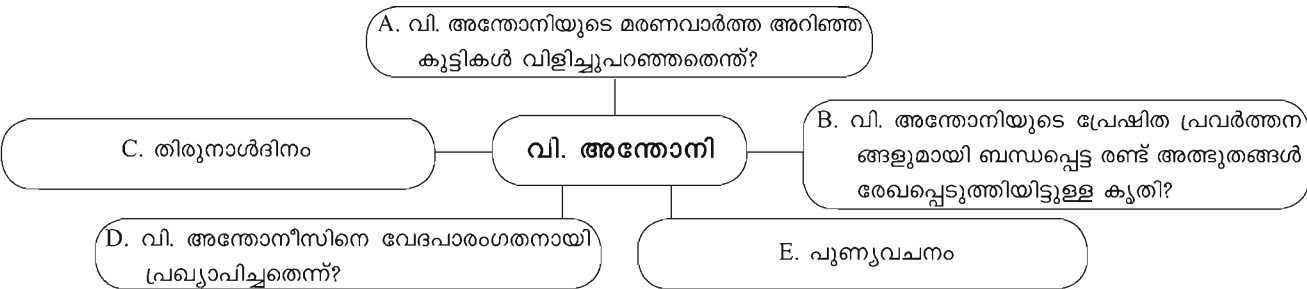 A. വി. അന്തോനിയുടെ മരണവാർത്ത അറിഞ്ഞ
കുട്ടികൾ വിളിച്ചുപറഞ്ഞതെന്ത്?
C. തിരുനാൾദിനം
വി. അന്തോനി
B. വി. അന്തോനിയുടെ പ്രേഷിത പ്രവർത്തന
ങ്ങളുമായി ബന്ധപ്പെട്ട രണ്ട് അത്ഭുതങ്ങൾ
രേഖപ്പെടുത്തിയിട്ടുള്ള കൃതി?
D. വി. അന്തോനീസിനെ വേദപാരംഗതനായി
പ്രഖ്യാപിച്ചതെന്ന്?
E. പുണ്യവചനം